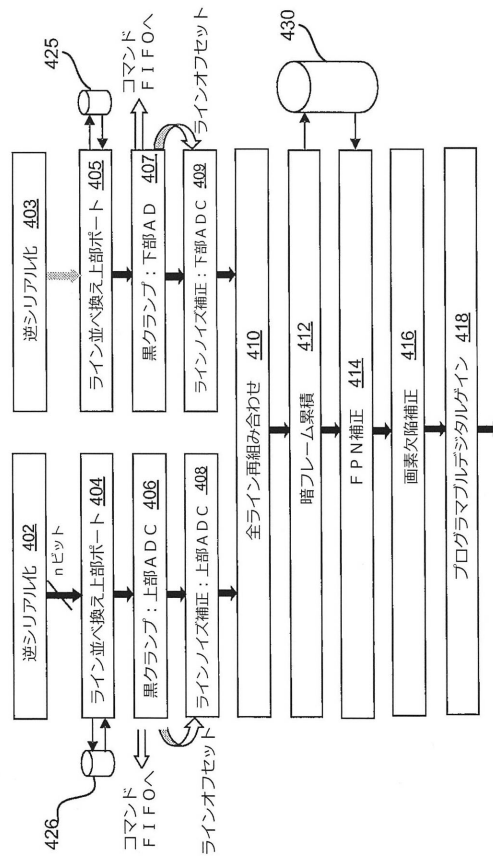 逆シリアル化 402
nビット
ライン並べ換え上部ポート 404
426
黒クランプ：上部ADC 406
コマンド
FIFOへ
ラインノイズ補正：上部ADC 408
ラインオフセット
逆シリアル化 403
ライン並べ換え上部ポート 405
425
黒クランプ：下部AD 407
コマンド
FIFOへ
ラインノイズ補正：下部ADC 409
ラインオフセット
全ライン再組み合わせ 410
暗フレーム累積 412
430
FPN補正 414
画素欠陥補正 416
プログラマブルデジタルゲイン 418